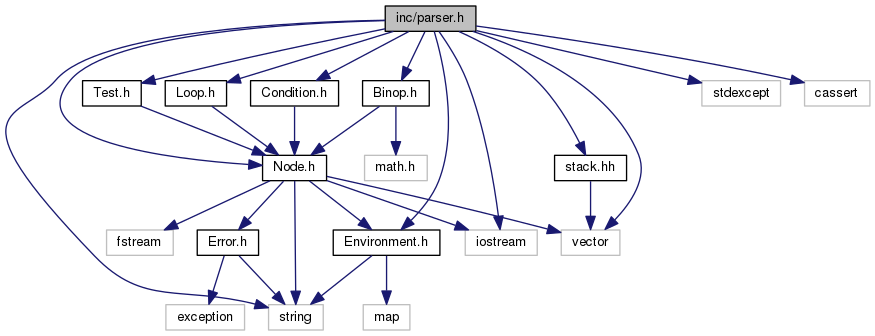 inc/parser.h
Test.h
Loop.h
Condition.h
Binop.h
stdexcept
cassert
Node.h
math.h
stack.hh
fstream
Error.h
Environment.h
iostream
vector
exception
string
map